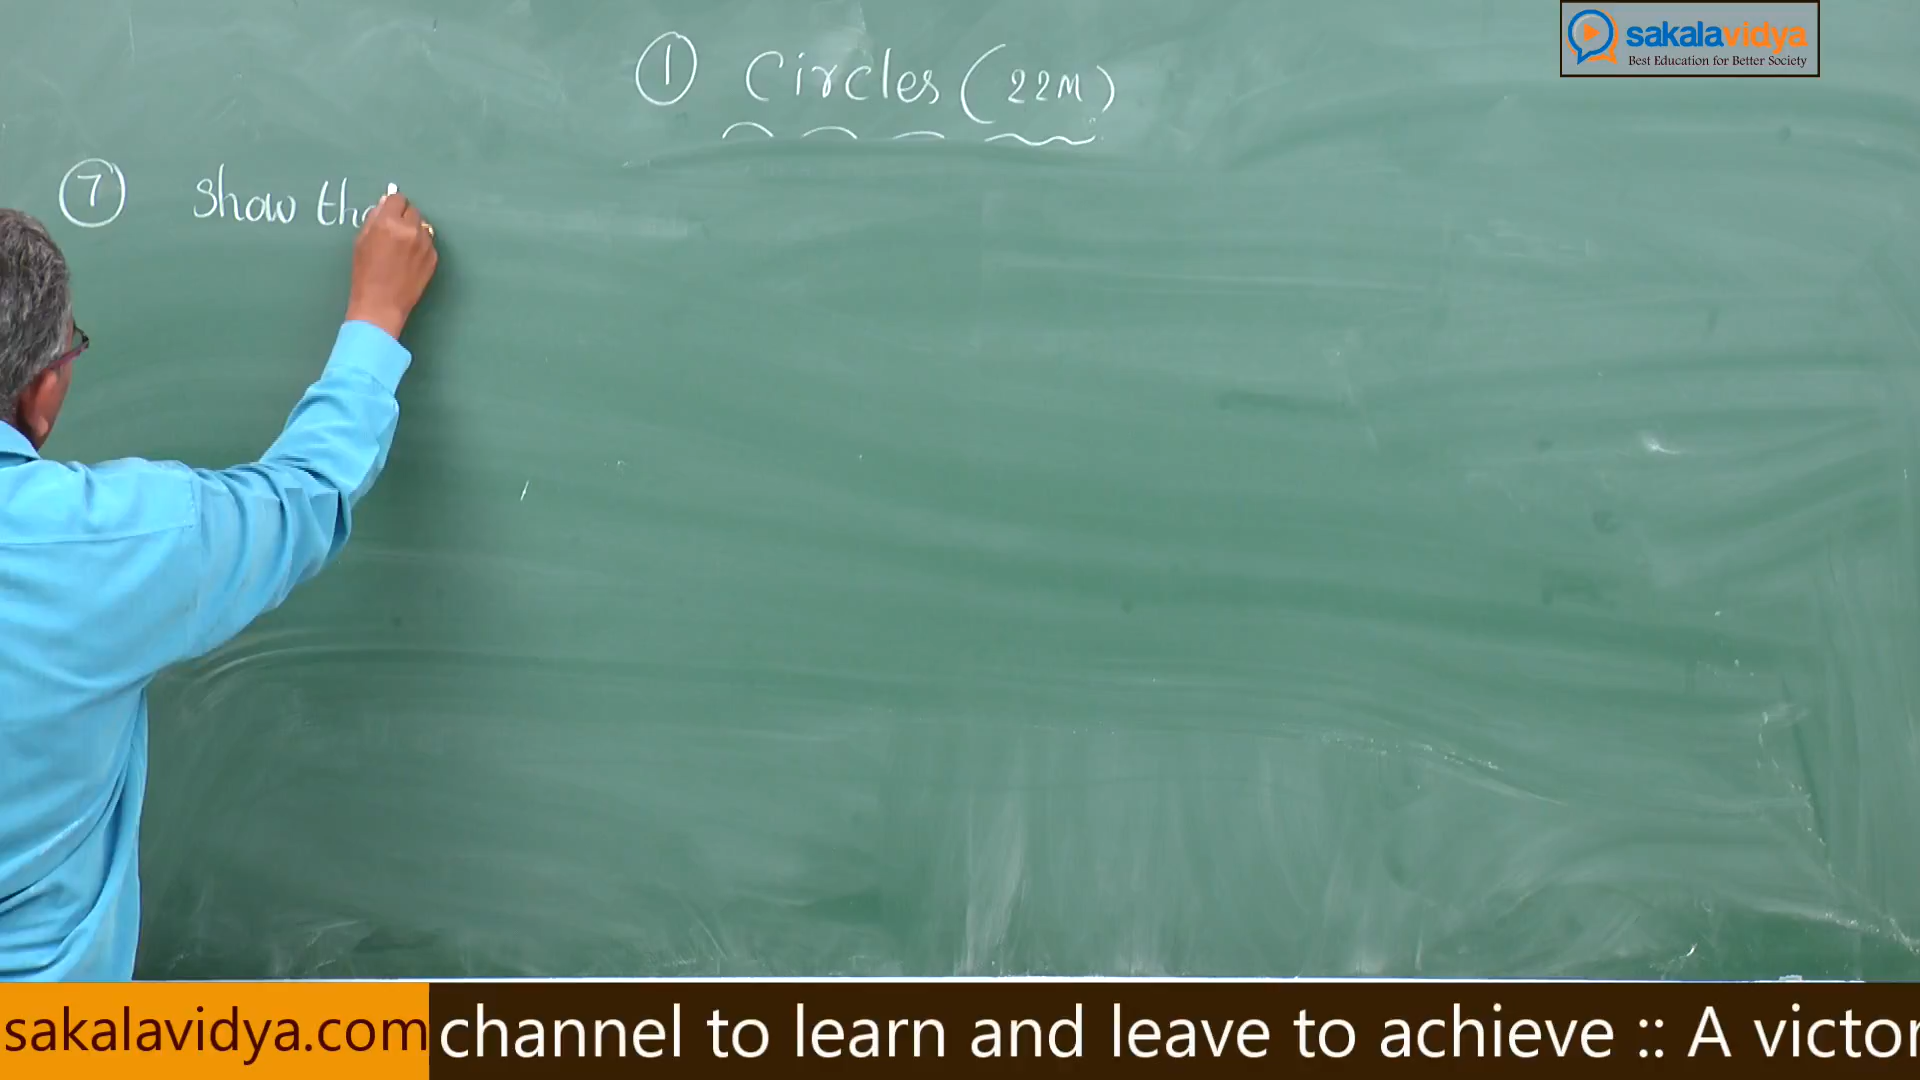 sakalavidya
Best Education for Better Society
① Circles (22M)
⑦ Show tha
sakalavidya.com channel to learn and leave to achieve :: A victor